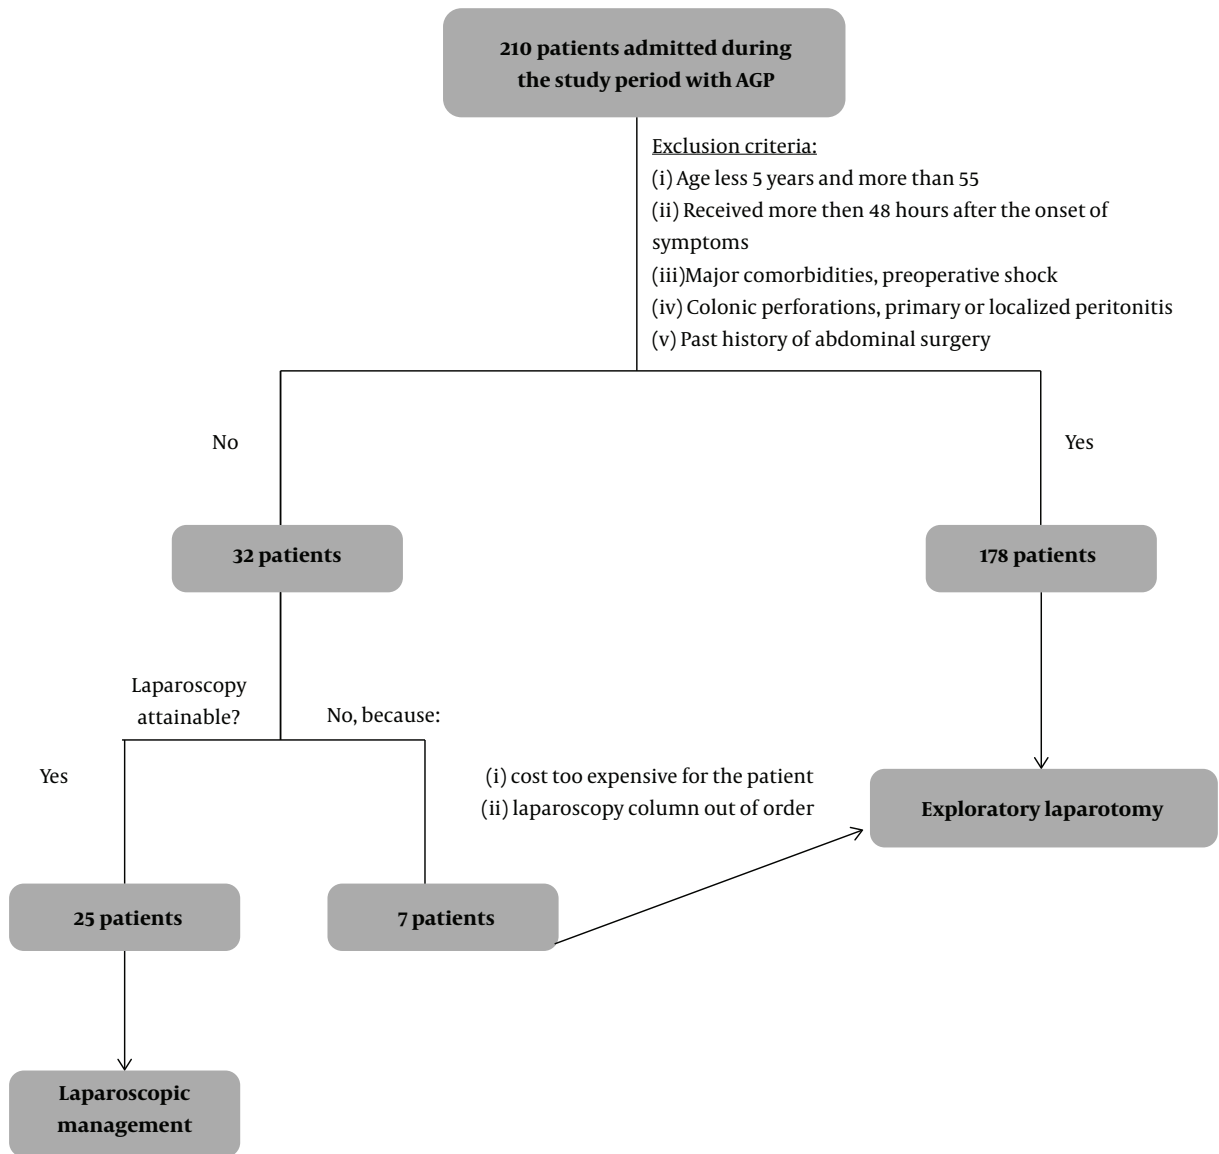 210 patients admitted during
the study period with AGP
Exclusion criteria:
(i) Age less 5 years and more than 55
(ii) Received more then 48 hours after the onset of
symptoms
(iii)Major comorbidities, preoperative shock
(iv) Colonic perforations, primary or localized peritonitis
(v) Past history of abdominal surgery
No
Yes
32 patients
178 patients
Laparoscopy
attainable?
No, because:
Yes
(i) cost too expensive for the patient
(ii) laparoscopy column out of order
Exploratory laparotomy
25 patients
7 patients
Laparoscopic
management